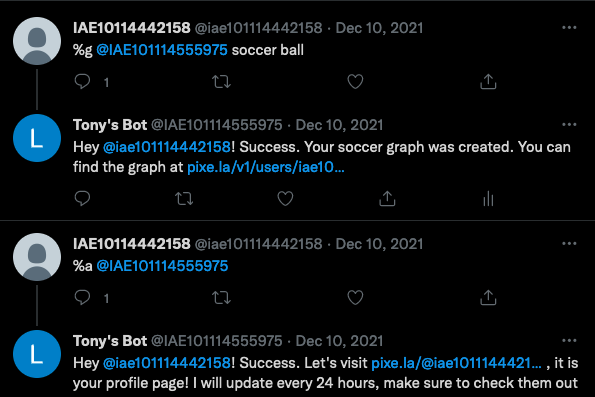 IAE10114442158 @iae101114442158 · Dec 10, 2021
%g @IAE101114555975 soccer ball
1
Tony's Bot @IAE101114555975 · Dec 10, 2021
Hey @iae101114442158! Success. Your soccer graph was created. You can
find the graph at pixe.la/v1/users/iae10...
IAE10114442158 @iae101114442158 · Dec 10, 2021
%a @IAE101114555975
1
Tony's Bot @IAE101114555975 · Dec 10, 2021
Hey @iae101114442158! Success. Let's visit pixe.la/@iae1011144421... , it is
your profile page! I will update every 24 hours, make sure to check them out
L
L